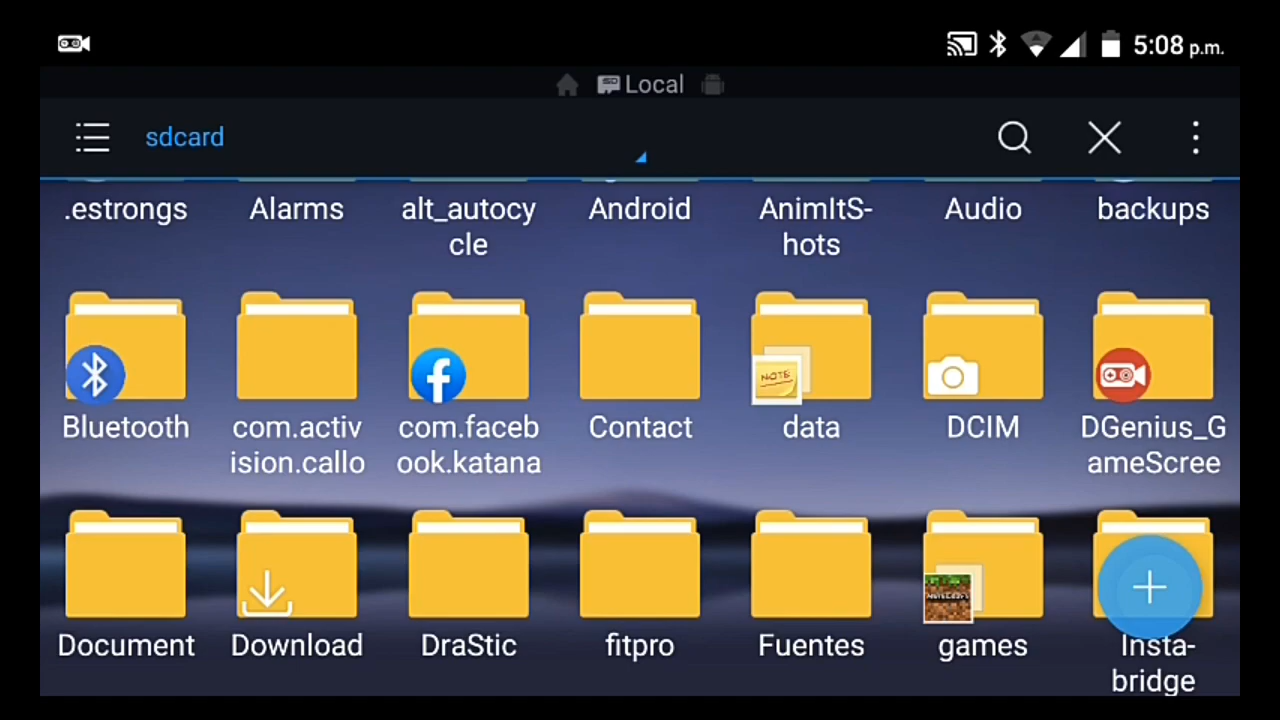 5:08 p.m.
Local
sdcard
.estrongs Alarms alt_autocy Android AnimItS- Audio backups
cle hots
NOTE
Bluetooth com.activ com.faceb Contact data DCIM DGenius_G
ision.callo ook.katana ameScree
Document Download DraStic fitpro Fuentes games Insta-
bridge